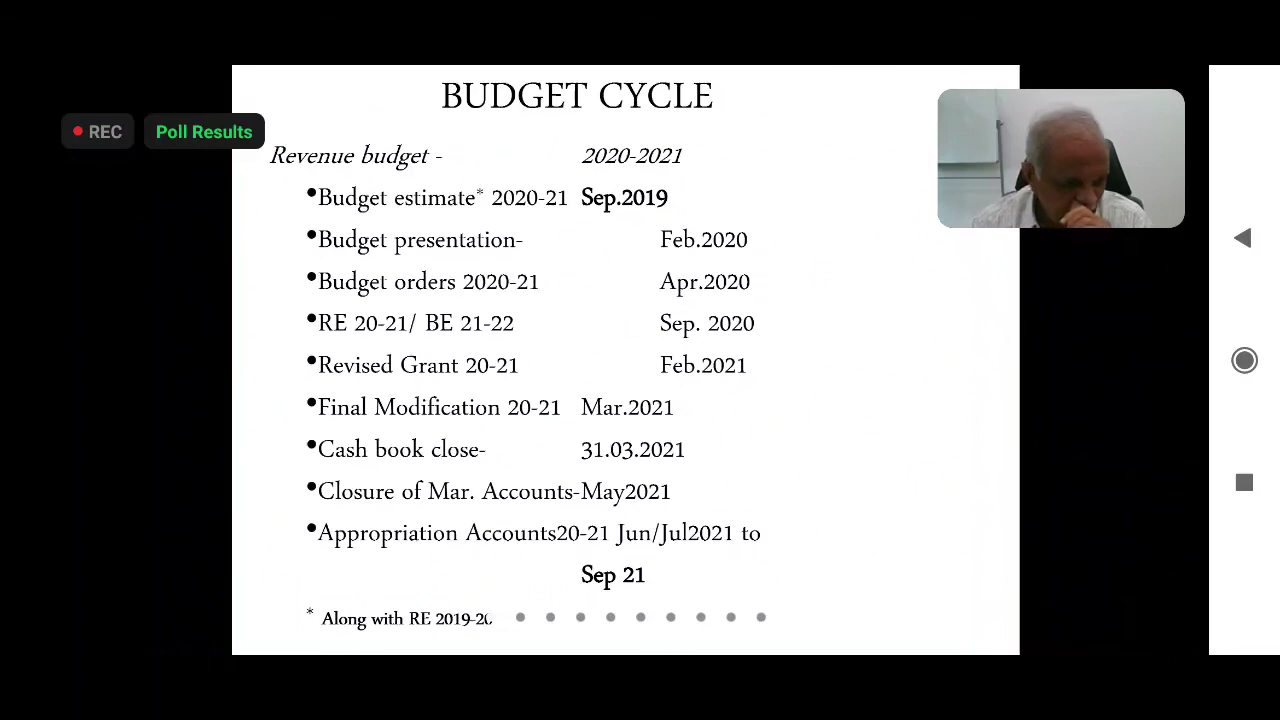 BUDGET CYCLE
REC
Poll Results
Revenue budget - 2020-2021
•Budget estimate* 2020-21 Sep.2019
•Budget presentation- Feb.2020
•Budget orders 2020-21 Apr.2020
•RE 20-21/ BE 21-22 Sep. 2020
•Revised Grant 20-21 Feb.2021
•Final Modification 20-21 Mar.2021
•Cash book close- 31.03.2021
•Closure of Mar. Accounts-May2021
•Appropriation Accounts20-21 Jun/Jul2021 to
Sep 21
* Along with RE 2019-20